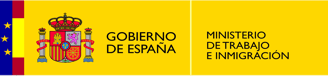 GOBIERNO
DE ESPAÑA
MINISTERIO
DE TRABAJO
E INMIGRACIÓN